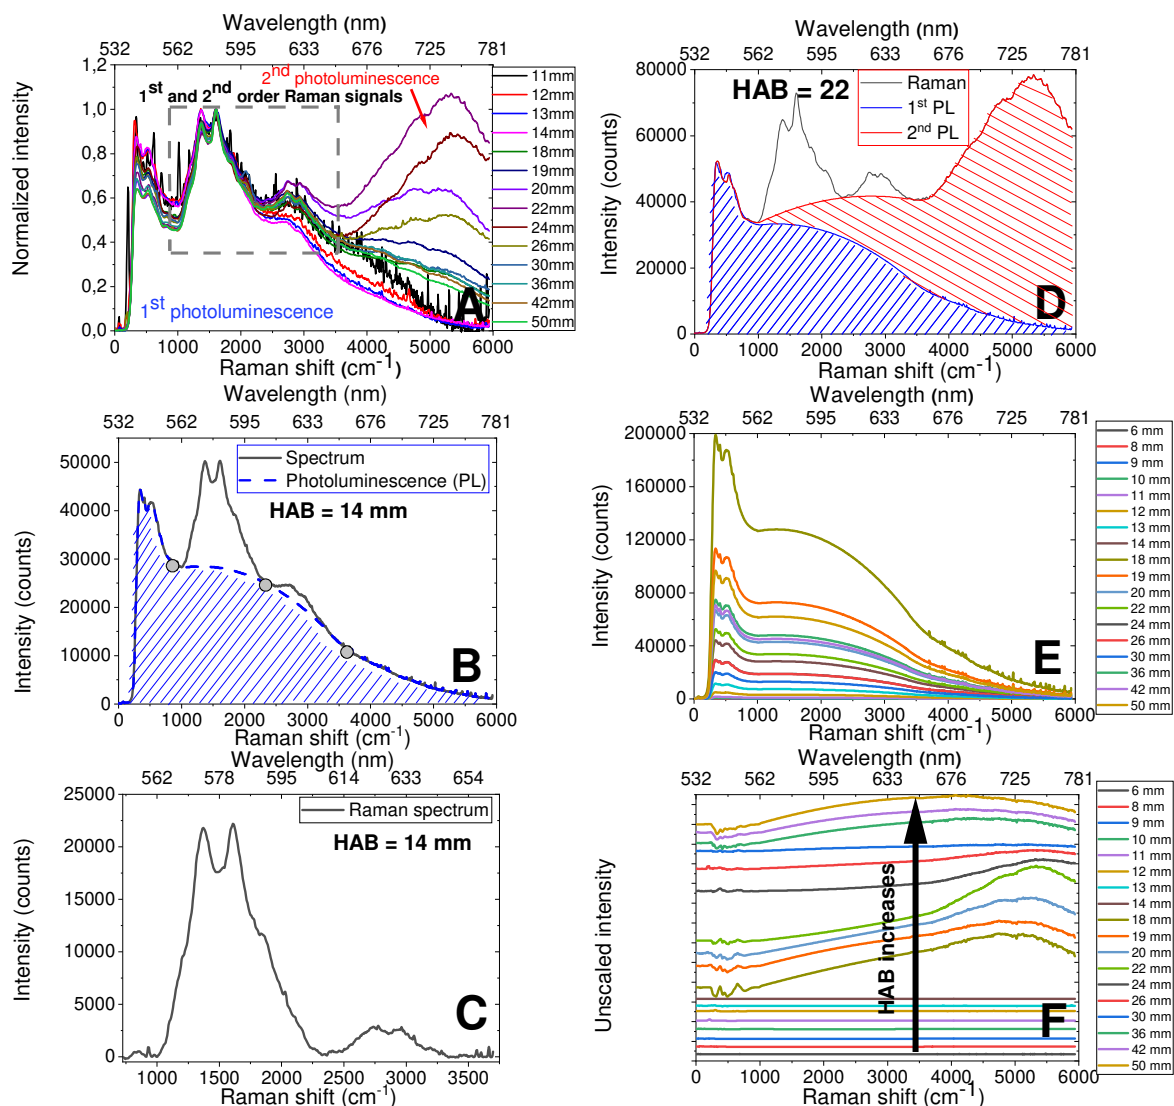 Wavelength (nm)
532 562 595 633 676 725 781
1,2
1,0
0,8
0,6
0,4
0,2
0,0
Normalized intensity
2nd photoluminescence
1st and 2nd order Raman signals
1st photoluminescence
A
11mm
12mm
13mm
14mm
18mm
19mm
20mm
22mm
24mm
26mm
30mm
36mm
42mm
50mm
0 1000 2000 3000 4000 5000 6000
Raman shift (cm-1)
Wavelength (nm)
532 562 595 633 676 725 781
80000
60000
40000
20000
0
Intensity (counts)
HAB = 22
Raman
1st PL
2nd PL
D
0 1000 2000 3000 4000 5000 6000
Raman shift (cm-1)
Wavelength (nm)
532 562 595 633 676 725 781
50000
40000
30000
20000
10000
0
Intensity (counts)
Spectrum
Photoluminescence (PL)
HAB = 14 mm
B
0 1000 2000 3000 4000 5000 6000
Raman shift (cm-1)
Wavelength (nm)
532 562 595 633 676 725 781
200000
160000
120000
80000
40000
0
Intensity (counts)
E
6 mm
8 mm
9 mm
10 mm
11 mm
12 mm
13 mm
14 mm
18 mm
19 mm
20 mm
22 mm
24 mm
26 mm
30 mm
36 mm
42 mm
50 mm
0 1000 2000 3000 4000 5000 6000
Raman shift (cm-1)
Wavelength (nm)
562 578 595 614 633 654
25000
20000
15000
10000
5000
0
Intensity (counts)
Raman spectrum
HAB = 14 mm
C
1000 1500 2000 2500 3000 3500
Raman shift (cm-1)
Wavelength (nm)
532 562 595 633 676 725 781
Unscaled intensity
HAB increases
F
6 mm
8 mm
9 mm
10 mm
11 mm
12 mm
13 mm
14 mm
18 mm
19 mm
20 mm
22 mm
24 mm
26 mm
30 mm
36 mm
42 mm
50 mm
0 1000 2000 3000 4000 5000 6000
Raman shift (cm-1)